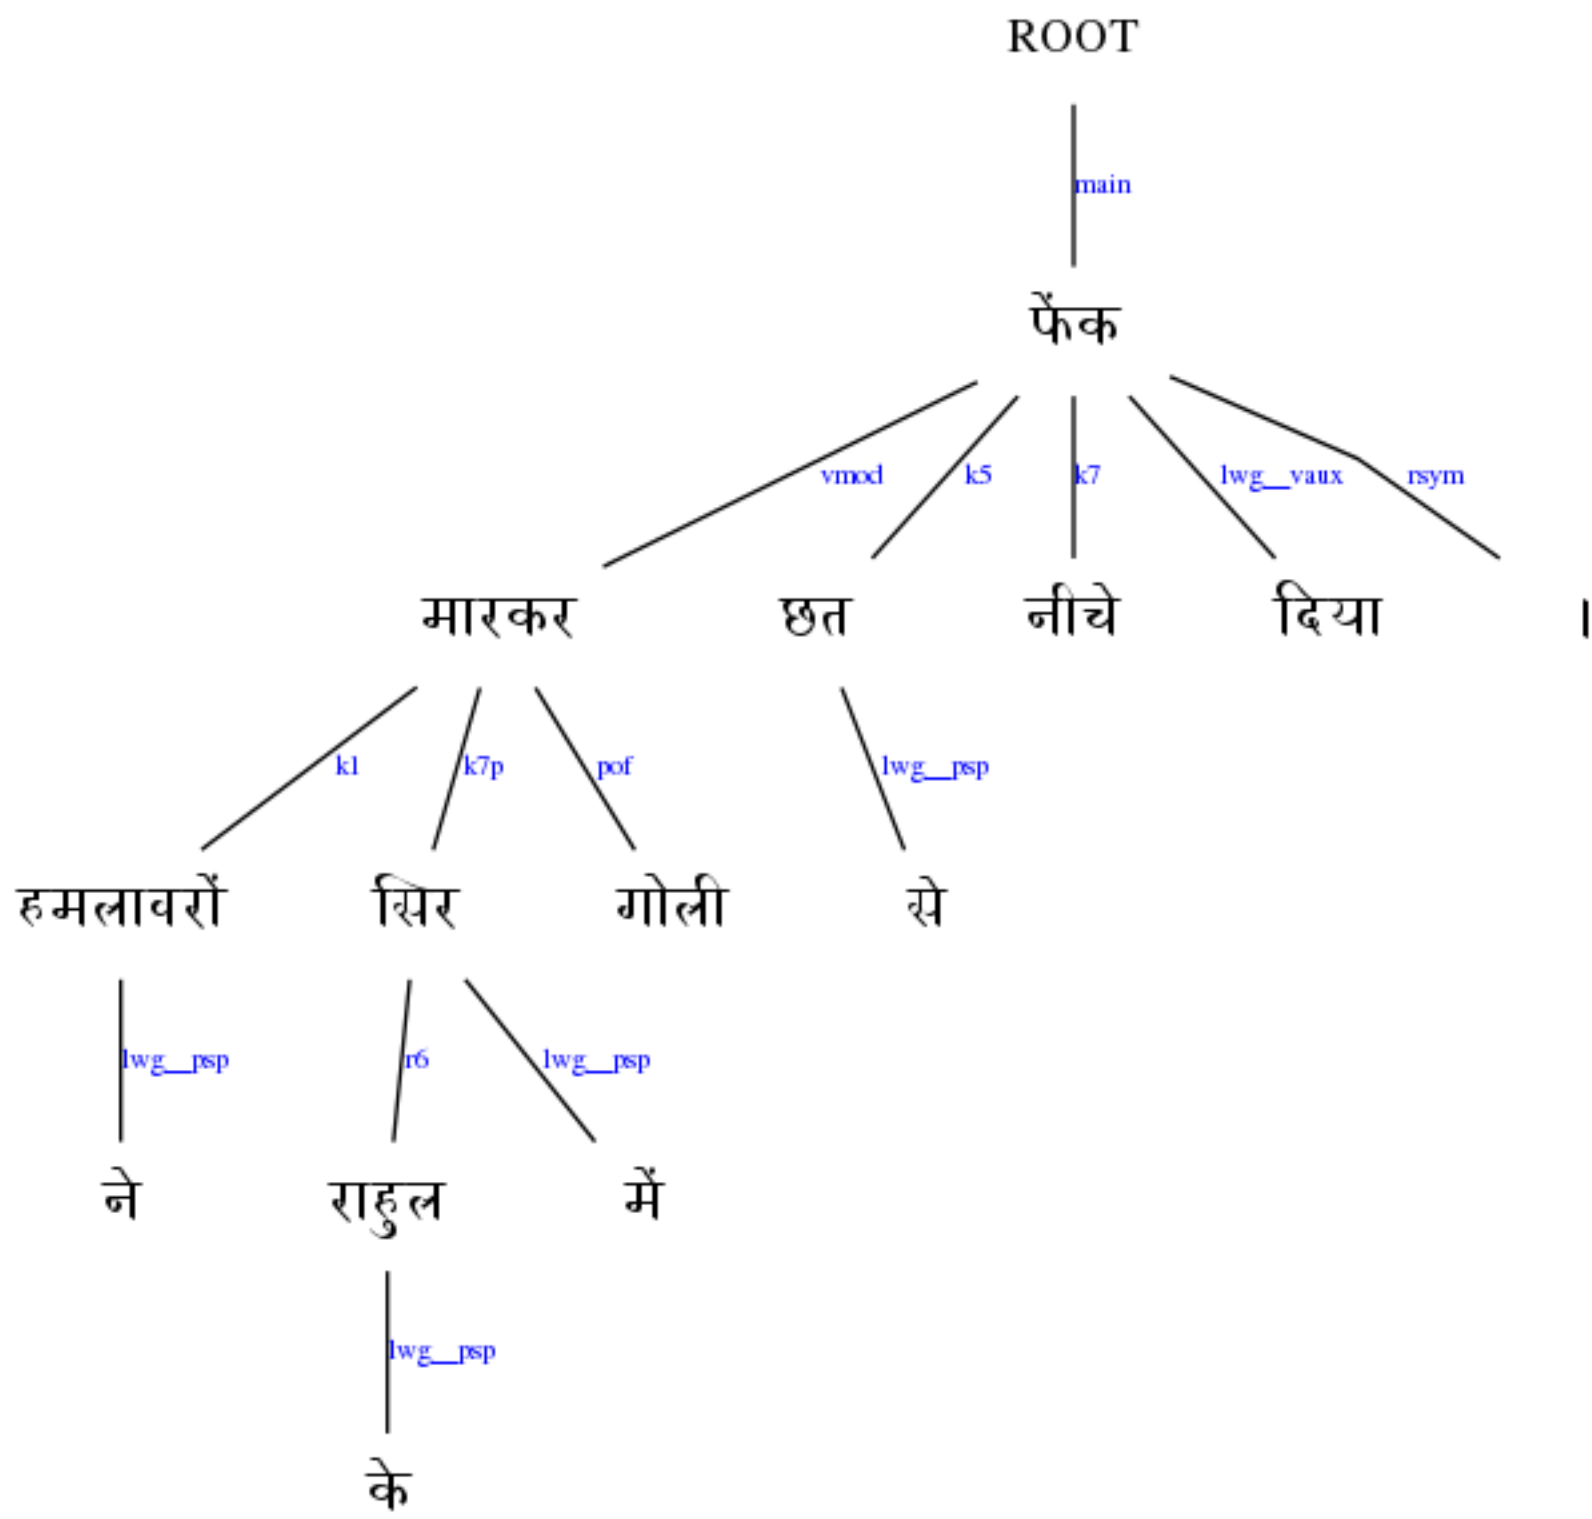 ROOT
main
फेंक
vmod k5 k7 lwg__vaux rsym
मारकर छत नीचे दिया ।
k1 k7p pof lwg__psp
हमलावरों सिर गोली से
lwg__psp r6 lwg__psp
ने राहुल में
lwg__psp
के